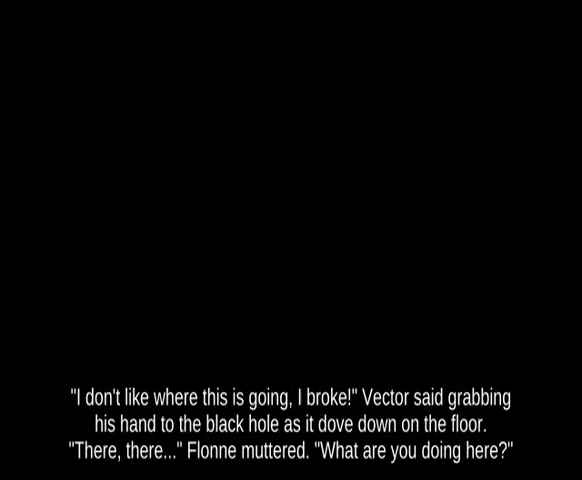 "I don't like where this is going, I broke!" Vector said grabbing
his hand to the black hole as it dove down on the floor.
"There, there..." Flonne muttered. "What are you doing here?"